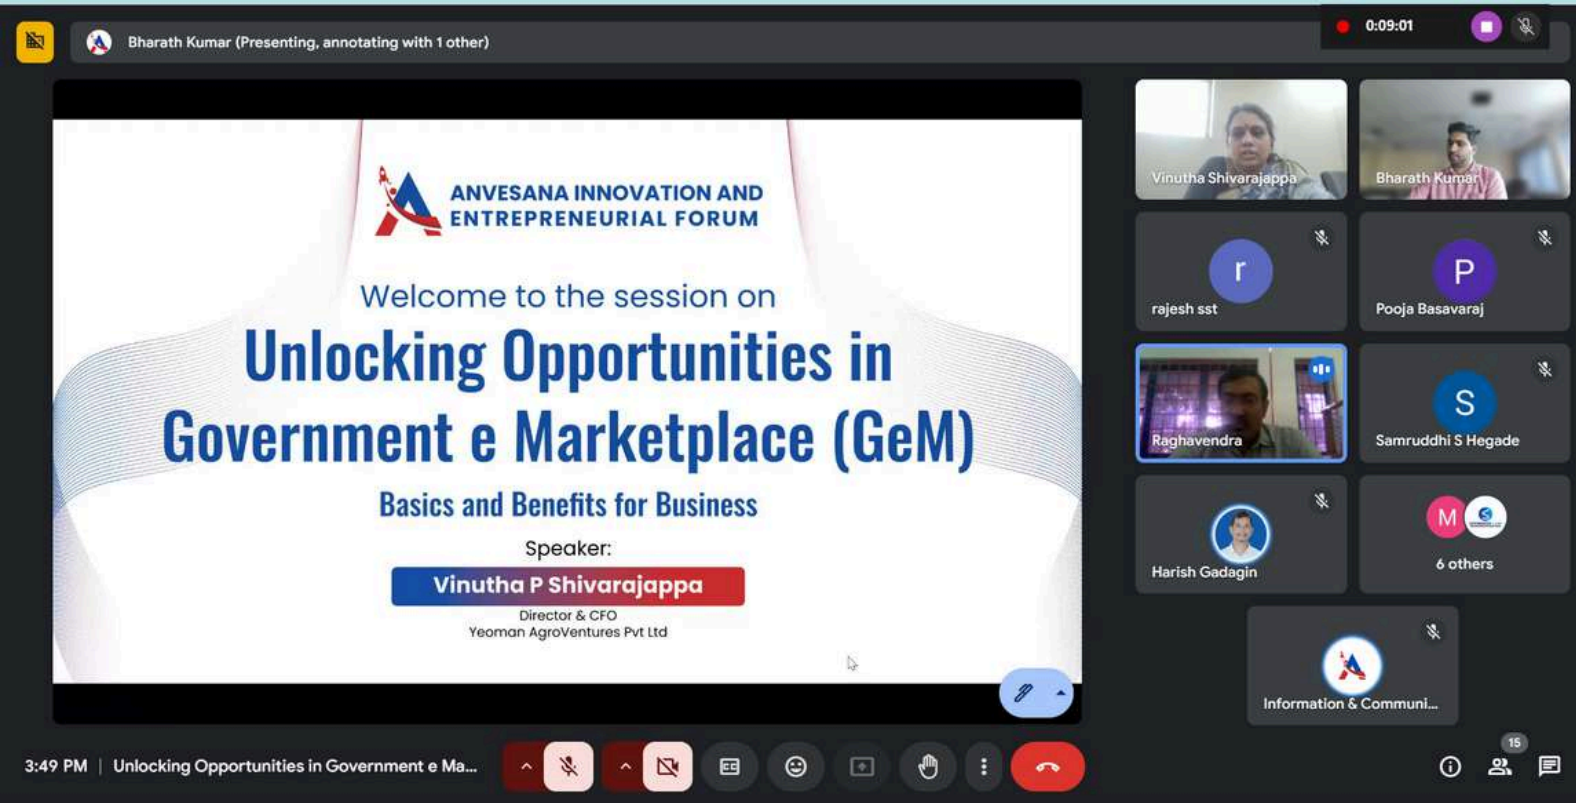 Bharath Kumar (Presenting, annotating with 1 other)
0:09:01
ANVESANA INNOVATION AND
ENTREPRENEURIAL FORUM
Welcome to the session on
Unlocking Opportunities in
Government e Marketplace (GeM)
Basics and Benefits for Business
Speaker:
Vinutha P Shivarajappa
Director & CFO
Yeoman AgroVentures Pvt Ltd
Vinutha Shivarajappa
Bharath Kumar
r
rajesh sst
P
Pooja Basavaraj
Raghavendra
S
Samruddhi S Hegade
Harish Gadagin
M
6 others
Information & Communi...
3:49 PM | Unlocking Opportunities in Government e Ma...
15